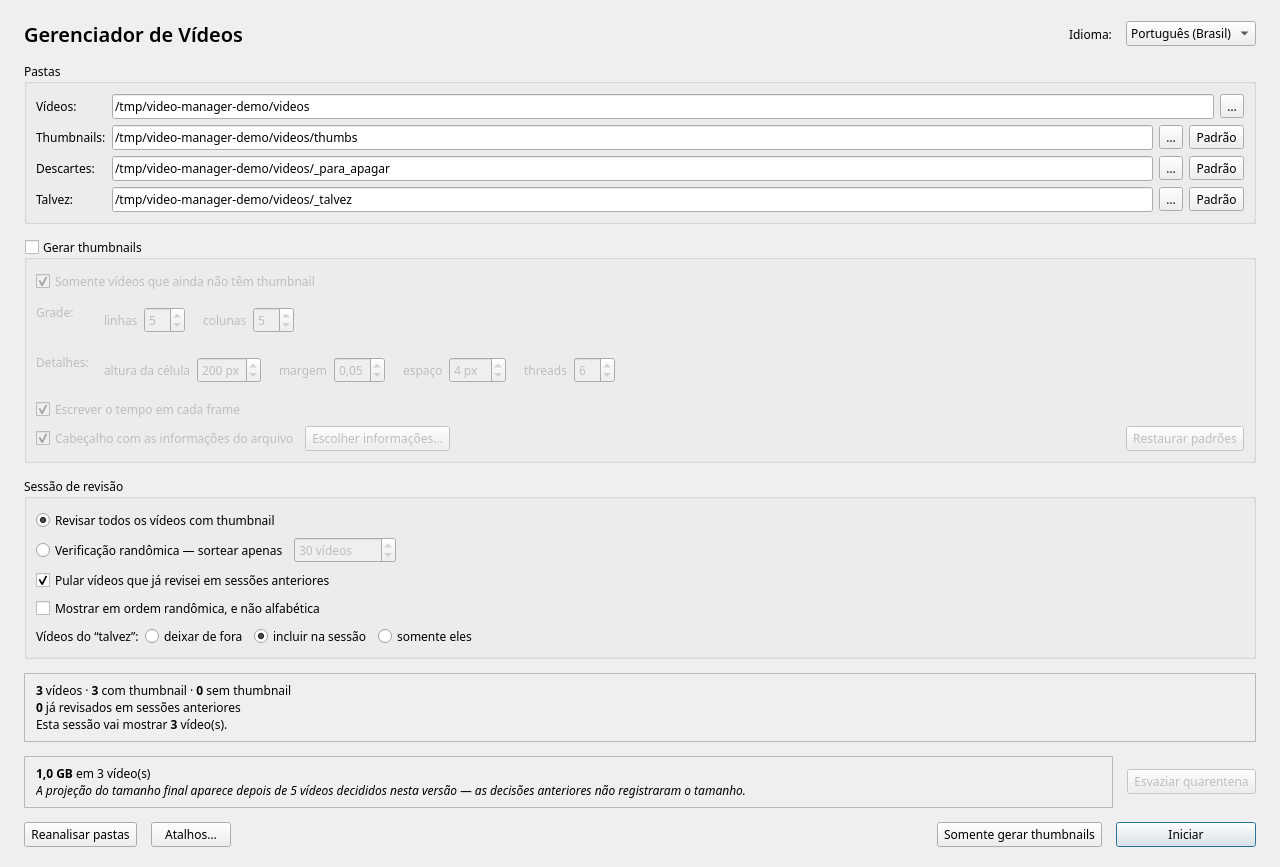 Gerenciador de Vídeos
Idioma: Português (Brasil)
Pastas
Vídeos: /tmp/video-manager-demo/videos ...
Thumbnails: /tmp/video-manager-demo/videos/thumbs ... Padrão
Descartes: /tmp/video-manager-demo/videos/_para_apagar ... Padrão
Talvez: /tmp/video-manager-demo/videos/_talvez ... Padrão
Gerar thumbnails
Somente vídeos que ainda não têm thumbnail
Grade: linhas 5 colunas 5
Detalhes: altura da célula 200 px margem 0,05 espaço 4 px threads 6
Escrever o tempo em cada frame
Cabeçalho com as informações do arquivo Escolher informações... Restaurar padrões
Sessão de revisão
Revisar todos os vídeos com thumbnail
Verificação randômica — sortear apenas 30 vídeos
Pular vídeos que já revisei em sessões anteriores
Mostrar em ordem randômica, e não alfabética
Vídeos do “talvez”: deixar de fora incluir na sessão somente eles
3 vídeos · 3 com thumbnail · 0 sem thumbnail
0 já revisados em sessões anteriores
Esta sessão vai mostrar 3 vídeo(s).
1,0 GB em 3 vídeo(s)
A projeção do tamanho final aparece depois de 5 vídeos decididos nesta versão — as decisões anteriores não registraram o tamanho.
Esvaziar quarentena
Reanalisar pastas Atalhos... Somente gerar thumbnails Iniciar